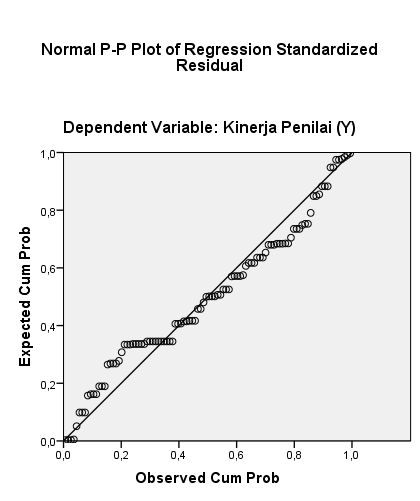 Normal P-P Plot of Regression Standardized
Residual
Dependent Variable: Kinerja Penilai (Y)
1,0
0,8
0,6
0,4
0,2
0,0
Expected Cum Prob
0,0 0,2 0,4 0,6 0,8 1,0
Observed Cum Prob